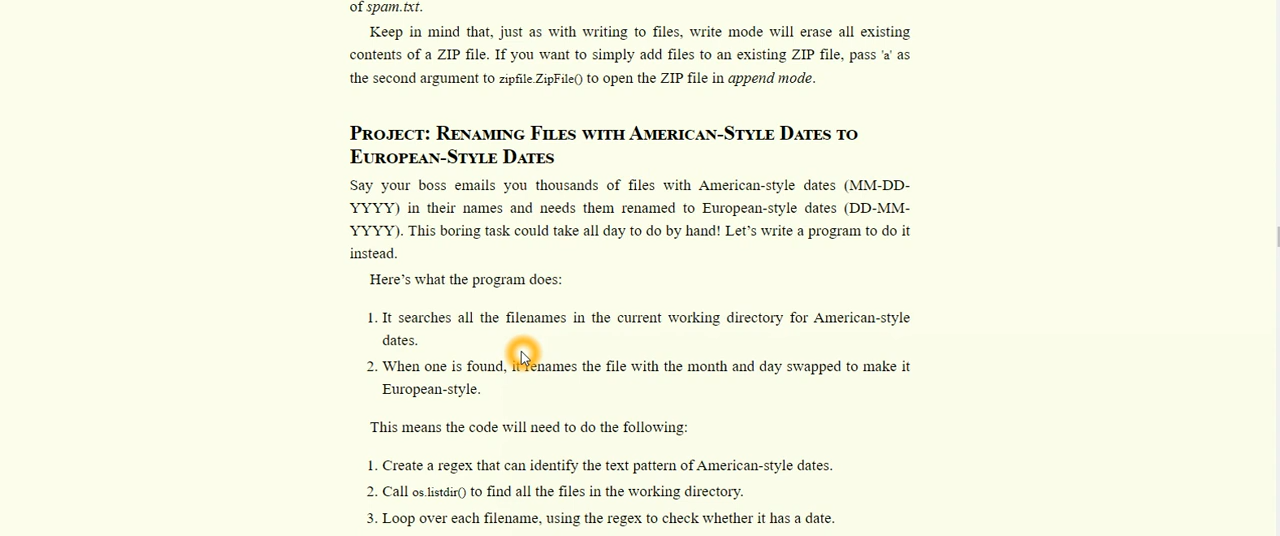 of spam.txt.
Keep in mind that, just as with writing to files, write mode will erase all existing
contents of a ZIP file. If you want to simply add files to an existing ZIP file, pass 'a' as
the second argument to zipfile.ZipFile() to open the ZIP file in append mode.
Project: Renaming Files with American-Style Dates to
European-Style Dates
Say your boss emails you thousands of files with American-style dates (MM-DD-
YYYY) in their names and needs them renamed to European-style dates (DD-MM-
YYYY). This boring task could take all day to do by hand! Let’s write a program to do it
instead.
Here’s what the program does:
1. It searches all the filenames in the current working directory for American-style
dates.
2. When one is found, it renames the file with the month and day swapped to make it
European-style.
This means the code will need to do the following:
1. Create a regex that can identify the text pattern of American-style dates.
2. Call os.listdir() to find all the files in the working directory.
3. Loop over each filename, using the regex to check whether it has a date.